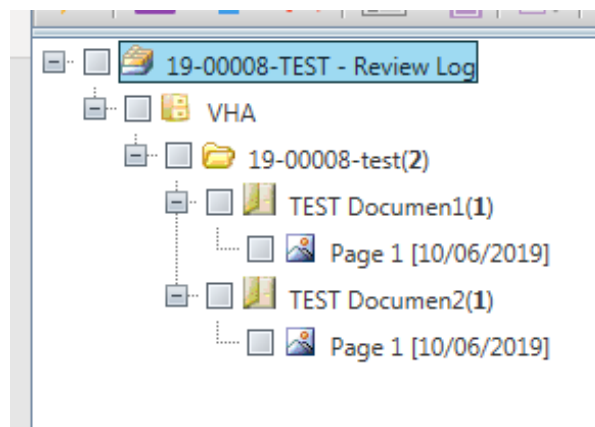 19-00008-TEST - Review Log
VHA
19-00008-test(2)
TEST Documen1(1)
Page 1 [10/06/2019]
TEST Documen2(1)
Page 1 [10/06/2019]